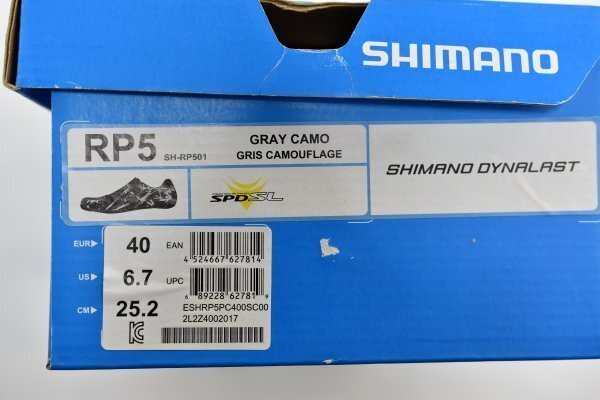 SHIMANO
RP5 SH-RP501
GRAY CAMO
GRIS CAMOUFLAGE
SHIMANO DYNALAST
SPD-SL
EUR 40 EAN
4 524667 627814
US 6.7 UPC
6 89228 62781 9
CM 25.2
ESHRP5PC400SC00
2L2Z4002017